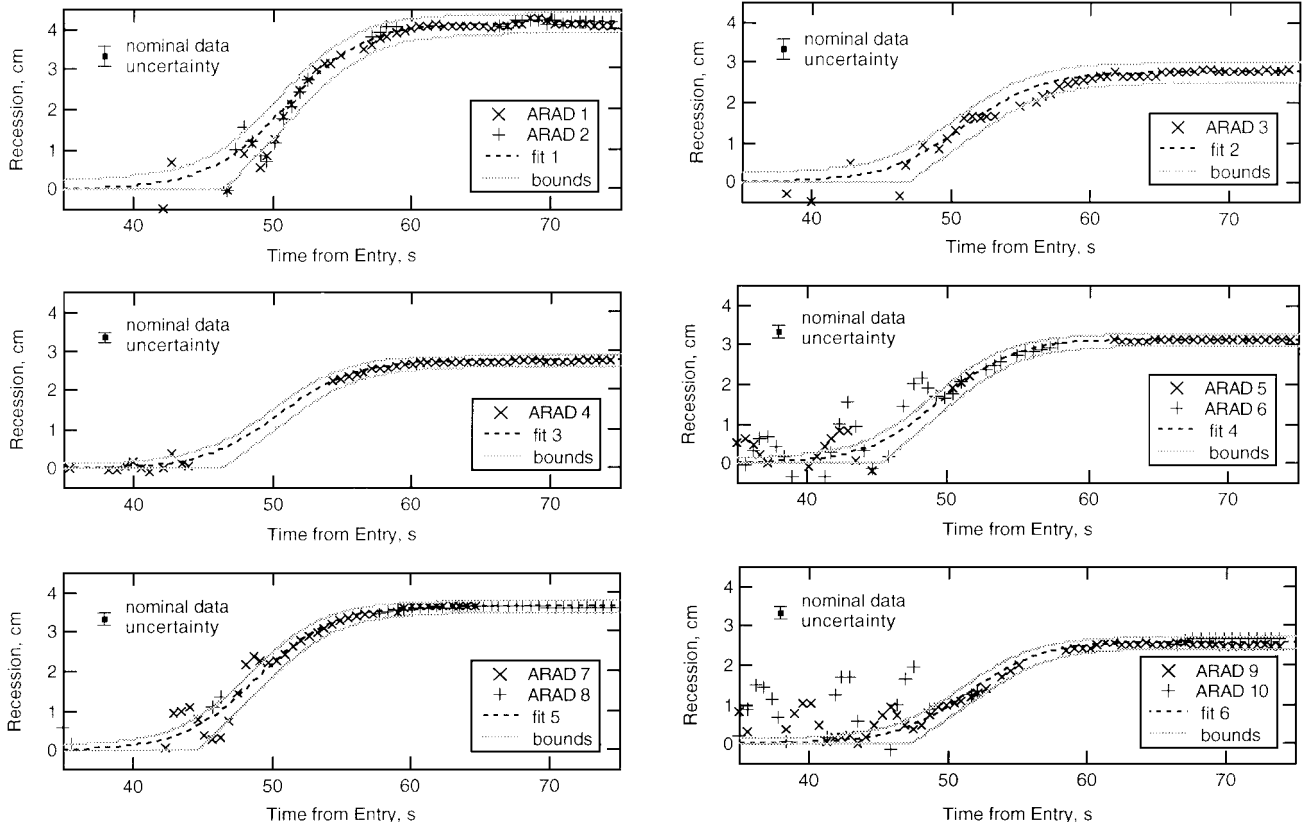 Recession, cm
4
3
2
1
0
nominal data
uncertainty
ARAD 1
ARAD 2
fit 1
bounds
40
50
60
70
Time from Entry, s
Recession, cm
4
3
2
1
0
nominal data
uncertainty
ARAD 3
fit 2
bounds
40
50
60
70
Time from Entry, s
Recession, cm
4
3
2
1
0
nominal data
uncertainty
ARAD 4
fit 3
bounds
40
50
60
70
Time from Entry, s
Recession, cm
4
3
2
1
0
nominal data
uncertainty
ARAD 5
ARAD 6
fit 4
bounds
40
50
60
70
Time from Entry, s
Recession, cm
4
3
2
1
0
nominal data
uncertainty
ARAD 7
ARAD 8
fit 5
bounds
40
50
60
70
Time from Entry, s
Recession, cm
4
3
2
1
0
nominal data
uncertainty
ARAD 9
ARAD 10
fit 6
bounds
40
50
60
70
Time from Entry, s